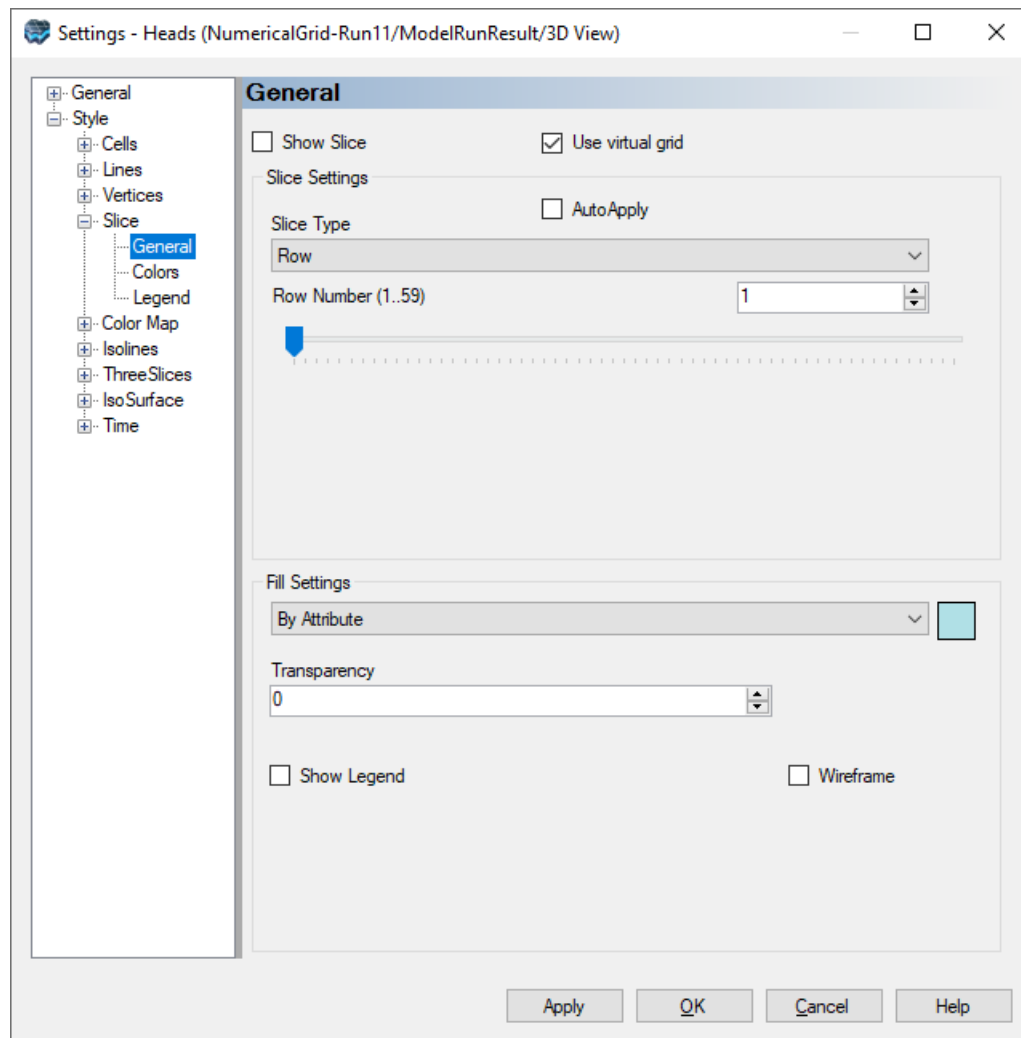 Settings - Heads (NumericalGrid-Run11/ModelRunResult/3D View)
General
Style
Cells
Lines
Vertices
Slice
General
Colors
Legend
Color Map
Isolines
ThreeSlices
IsoSurface
Time
General
Show Slice
Use virtual grid
Slice Settings
AutoApply
Slice Type
Row
Row Number (1..59)
1
Fill Settings
By Attribute
Transparency
0
Show Legend
Wireframe
Apply
OK
Cancel
Help